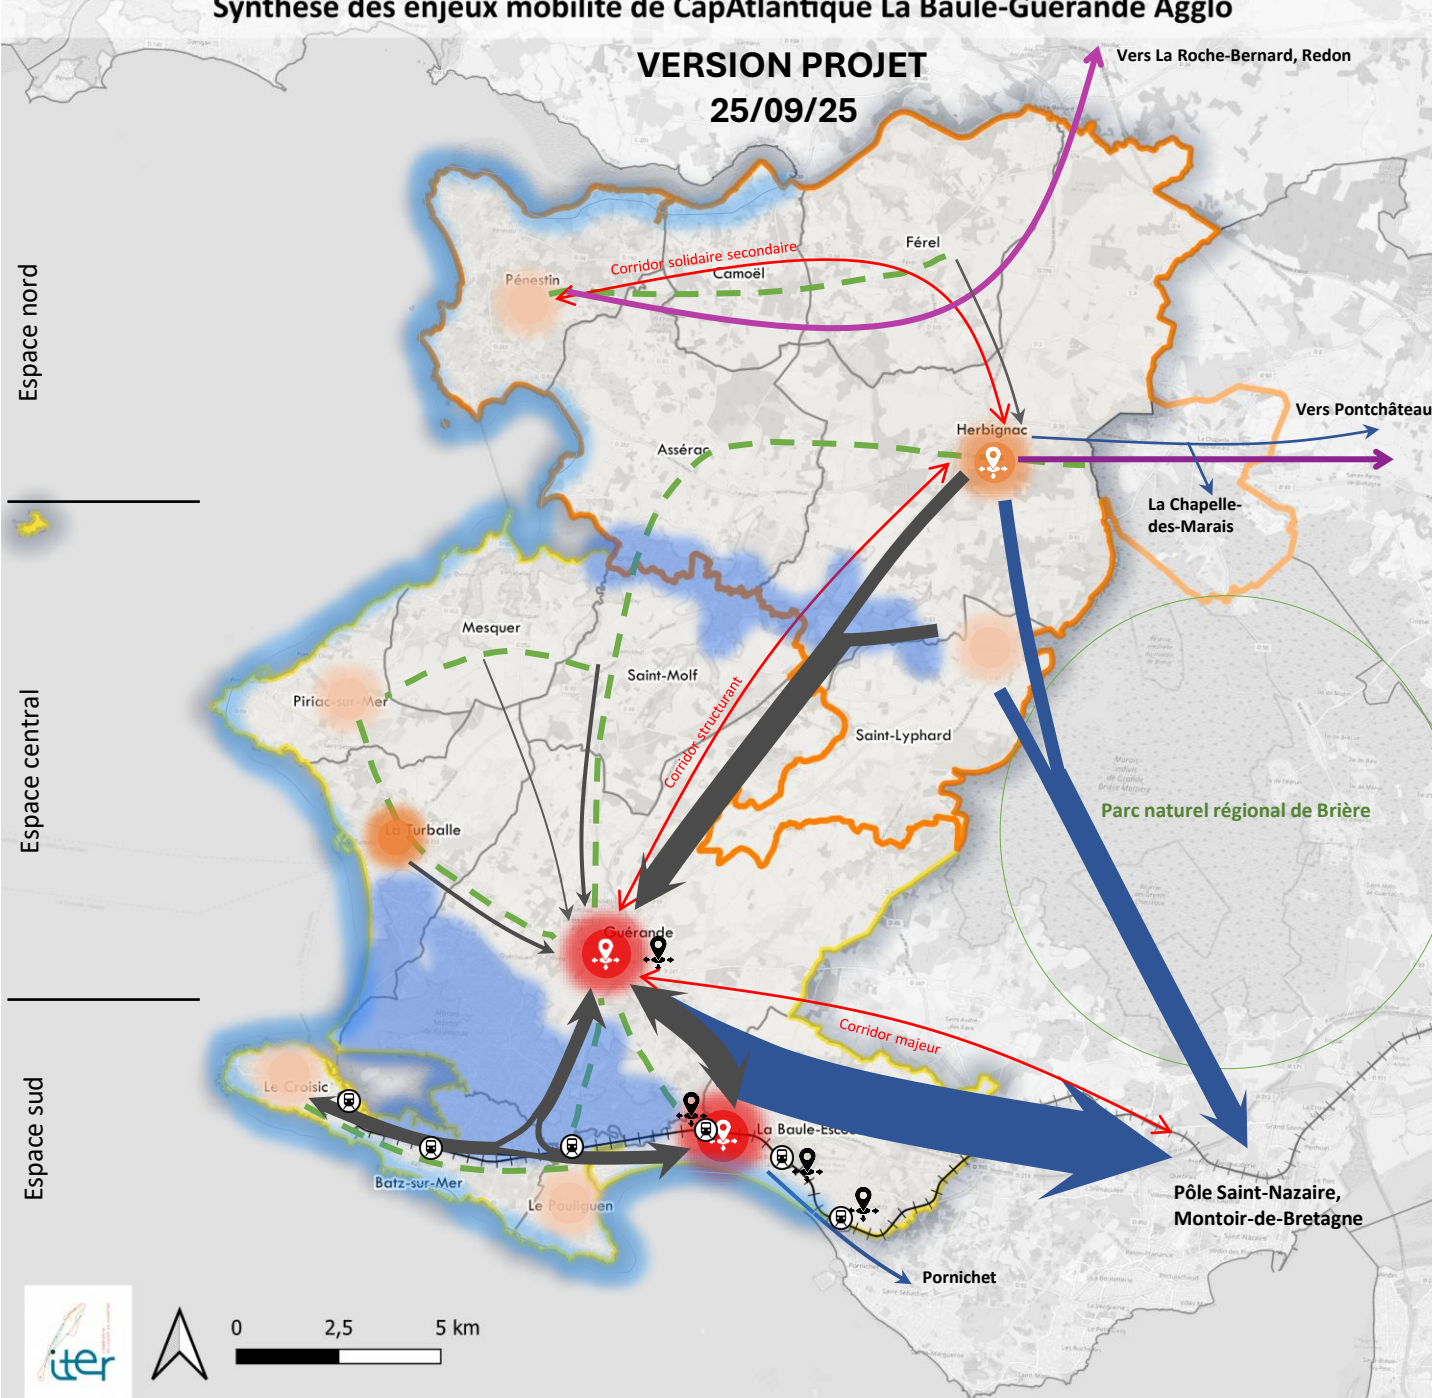 Synthèse des enjeux mobilité de CapAtlantique La Baule-Guérande Agglo
VERSION PROJET
25/09/25
Vers La Roche-Bernard, Redon
Espace nord
Férel
Corridor solidaire secondaire
Camoël
Pénestin
Vers Pontchâteau
Herbignac
Assérac
La Chapelle-
des-Marais
Espace central
Mesquer
Saint-Molf
Piriac-sur-Mer
Corridor structurant
Saint-Lyphard
Parc naturel régional de Brière
La Turballe
Guérande
Corridor majeur
Espace sud
Le Croisic
La Baule-Esco
Batz-sur-Mer
Le Pouliguen
Pôle Saint-Nazaire,
Montoir-de-Bretagne
Pornichet
0 2,5 5 km
iter